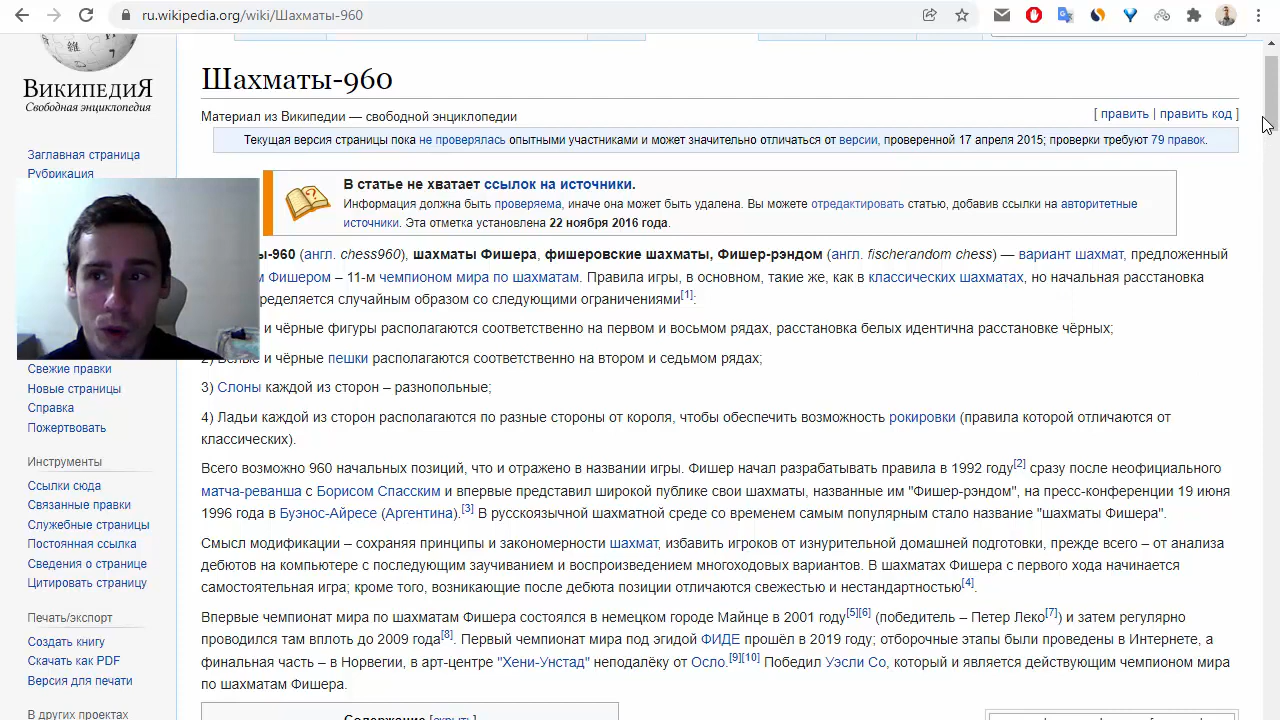 ru.wikipedia.org/wiki/Шахматы-960
ВикипедиЯ
Свободная энциклопедия
Заглавная страница
Рубрикация
Свежие правки
Новые страницы
Справка
Пожертвовать
Инструменты
Ссылки сюда
Связанные правки
Служебные страницы
Постоянная ссылка
Сведения о странице
Цитировать страницу
Печать/экспорт
Создать книгу
Скачать как PDF
Версия для печати
В других проектах
Шахматы-960
Материал из Википедии — свободной энциклопедии
[ править | править код ]
Текущая версия страницы пока не проверялась опытными участниками и может значительно отличаться от версии, проверенной 17 апреля 2015; проверки требуют 79 правок.
В статье не хватает ссылок на источники.
Информация должна быть проверяема, иначе она может быть удалена. Вы можете отредактировать статью, добавив ссылки на авторитетные
источники. Эта отметка установлена 22 ноября 2016 года.
ы-960 (англ. chess960), шахматы Фишера, фишеровские шахматы, Фишер-рэндом (англ. fischerandom chess) — вариант шахмат, предложенный
м Фишером – 11-м чемпионом мира по шахматам. Правила игры, в основном, такие же, как в классических шахматах, но начальная расстановка
ределяется случайным образом со следующими ограничениями[1]:
и чёрные фигуры располагаются соответственно на первом и восьмом рядах, расстановка белых идентична расстановке чёрных;
2) Белые и чёрные пешки располагаются соответственно на втором и седьмом рядах;
3) Слоны каждой из сторон – разнопольные;
4) Ладьи каждой из сторон располагаются по разные стороны от короля, чтобы обеспечить возможность рокировки (правила которой отличаются от
классических).
Всего возможно 960 начальных позиций, что и отражено в названии игры. Фишер начал разрабатывать правила в 1992 году[2] сразу после неофициального
матча-реванша с Борисом Спасским и впервые представил широкой публике свои шахматы, названные им "Фишер-рэндом", на пресс-конференции 19 июня
1996 года в Буэнос-Айресе (Аргентина).[3] В русскоязычной шахматной среде со временем самым популярным стало название "шахматы Фишера".
Смысл модификации – сохраняя принципы и закономерности шахмат, избавить игроков от изнурительной домашней подготовки, прежде всего – от анализа
дебютов на компьютере с последующим заучиванием и воспроизведением многоходовых вариантов. В шахматах Фишера с первого хода начинается
самостоятельная игра; кроме того, возникающие после дебюта позиции отличаются свежестью и нестандартностью[4].
Впервые чемпионат мира по шахматам Фишера состоялся в немецком городе Майнце в 2001 году[5][6] (победитель – Петер Леко[7]) и затем регулярно
проводился там вплоть до 2009 года[8]. Первый чемпионат мира под эгидой ФИДЕ прошёл в 2019 году; отборочные этапы были проведены в Интернете, а
финальная часть – в Норвегии, в арт-центре "Хени-Унстад" неподалёку от Осло.[9][10] Победил Уэсли Со, который и является действующим чемпионом мира
по шахматам Фишера.
Содержание [скрыть]